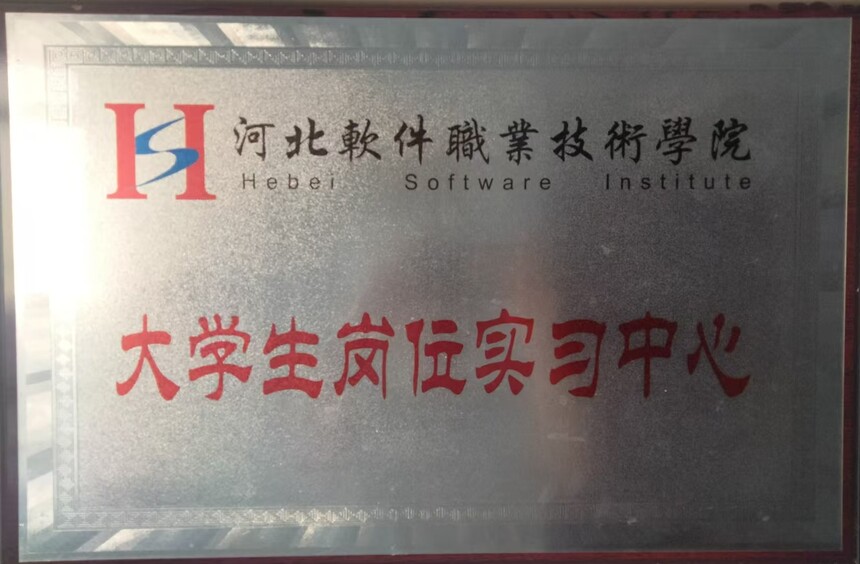 河北軟件職業技術學院
Hebei Software Institute
大学生岗位实习中心